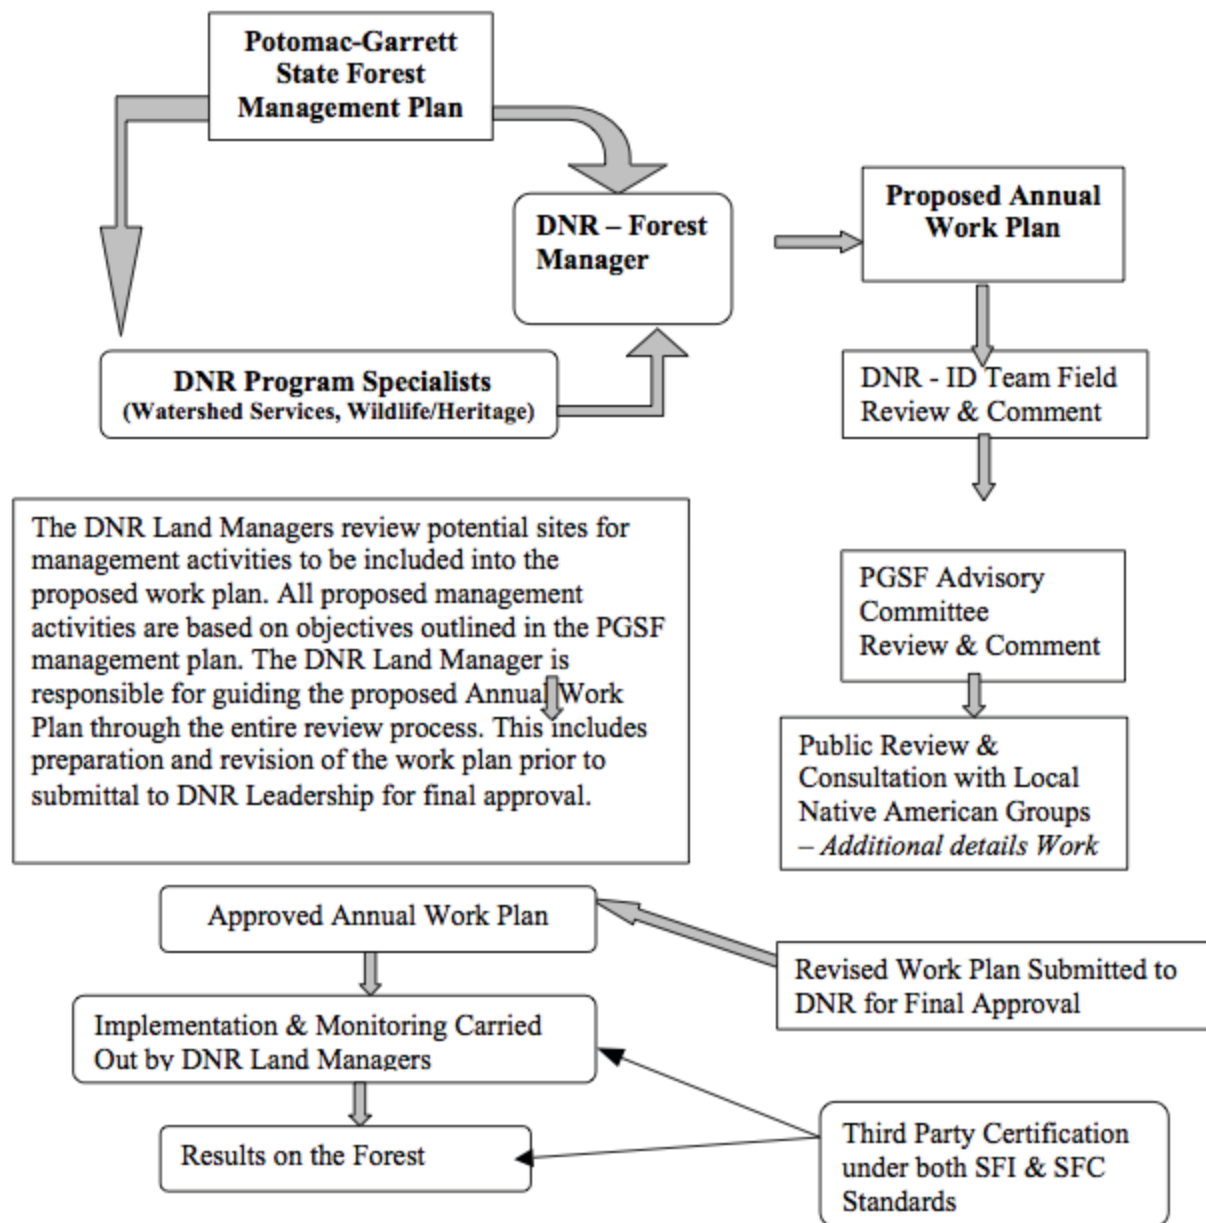 Potomac-Garrett
State Forest
Management Plan
DNR – Forest
Manager
Proposed Annual
Work Plan
DNR Program Specialists
(Watershed Services, Wildlife/Heritage)
DNR - ID Team Field
Review & Comment
The DNR Land Managers review potential sites for
management activities to be included into the
proposed work plan. All proposed management
activities are based on objectives outlined in the PGSF
management plan. The DNR Land Manager is
responsible for guiding the proposed Annual Work
Plan through the entire review process. This includes
preparation and revision of the work plan prior to
submittal to DNR Leadership for final approval.
PGSF Advisory
Committee
Review & Comment
Public Review &
Consultation with Local
Native American Groups
– Additional details Work
Approved Annual Work Plan
Revised Work Plan Submitted to
DNR for Final Approval
Implementation & Monitoring Carried
Out by DNR Land Managers
Results on the Forest
Third Party Certification
under both SFI & SFC
Standards